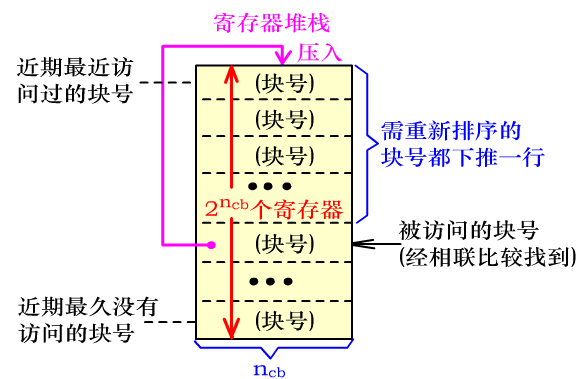 寄存器堆栈
压入
近期最近访
问过的块号
(块号)
(块号)
(块号)
需重新排序的
块号都下推一行
2ⁿcb个寄存器
(块号)
被访问的块号
(经相联比较找到)
近期最久没有
访问的块号
(块号)
ncb